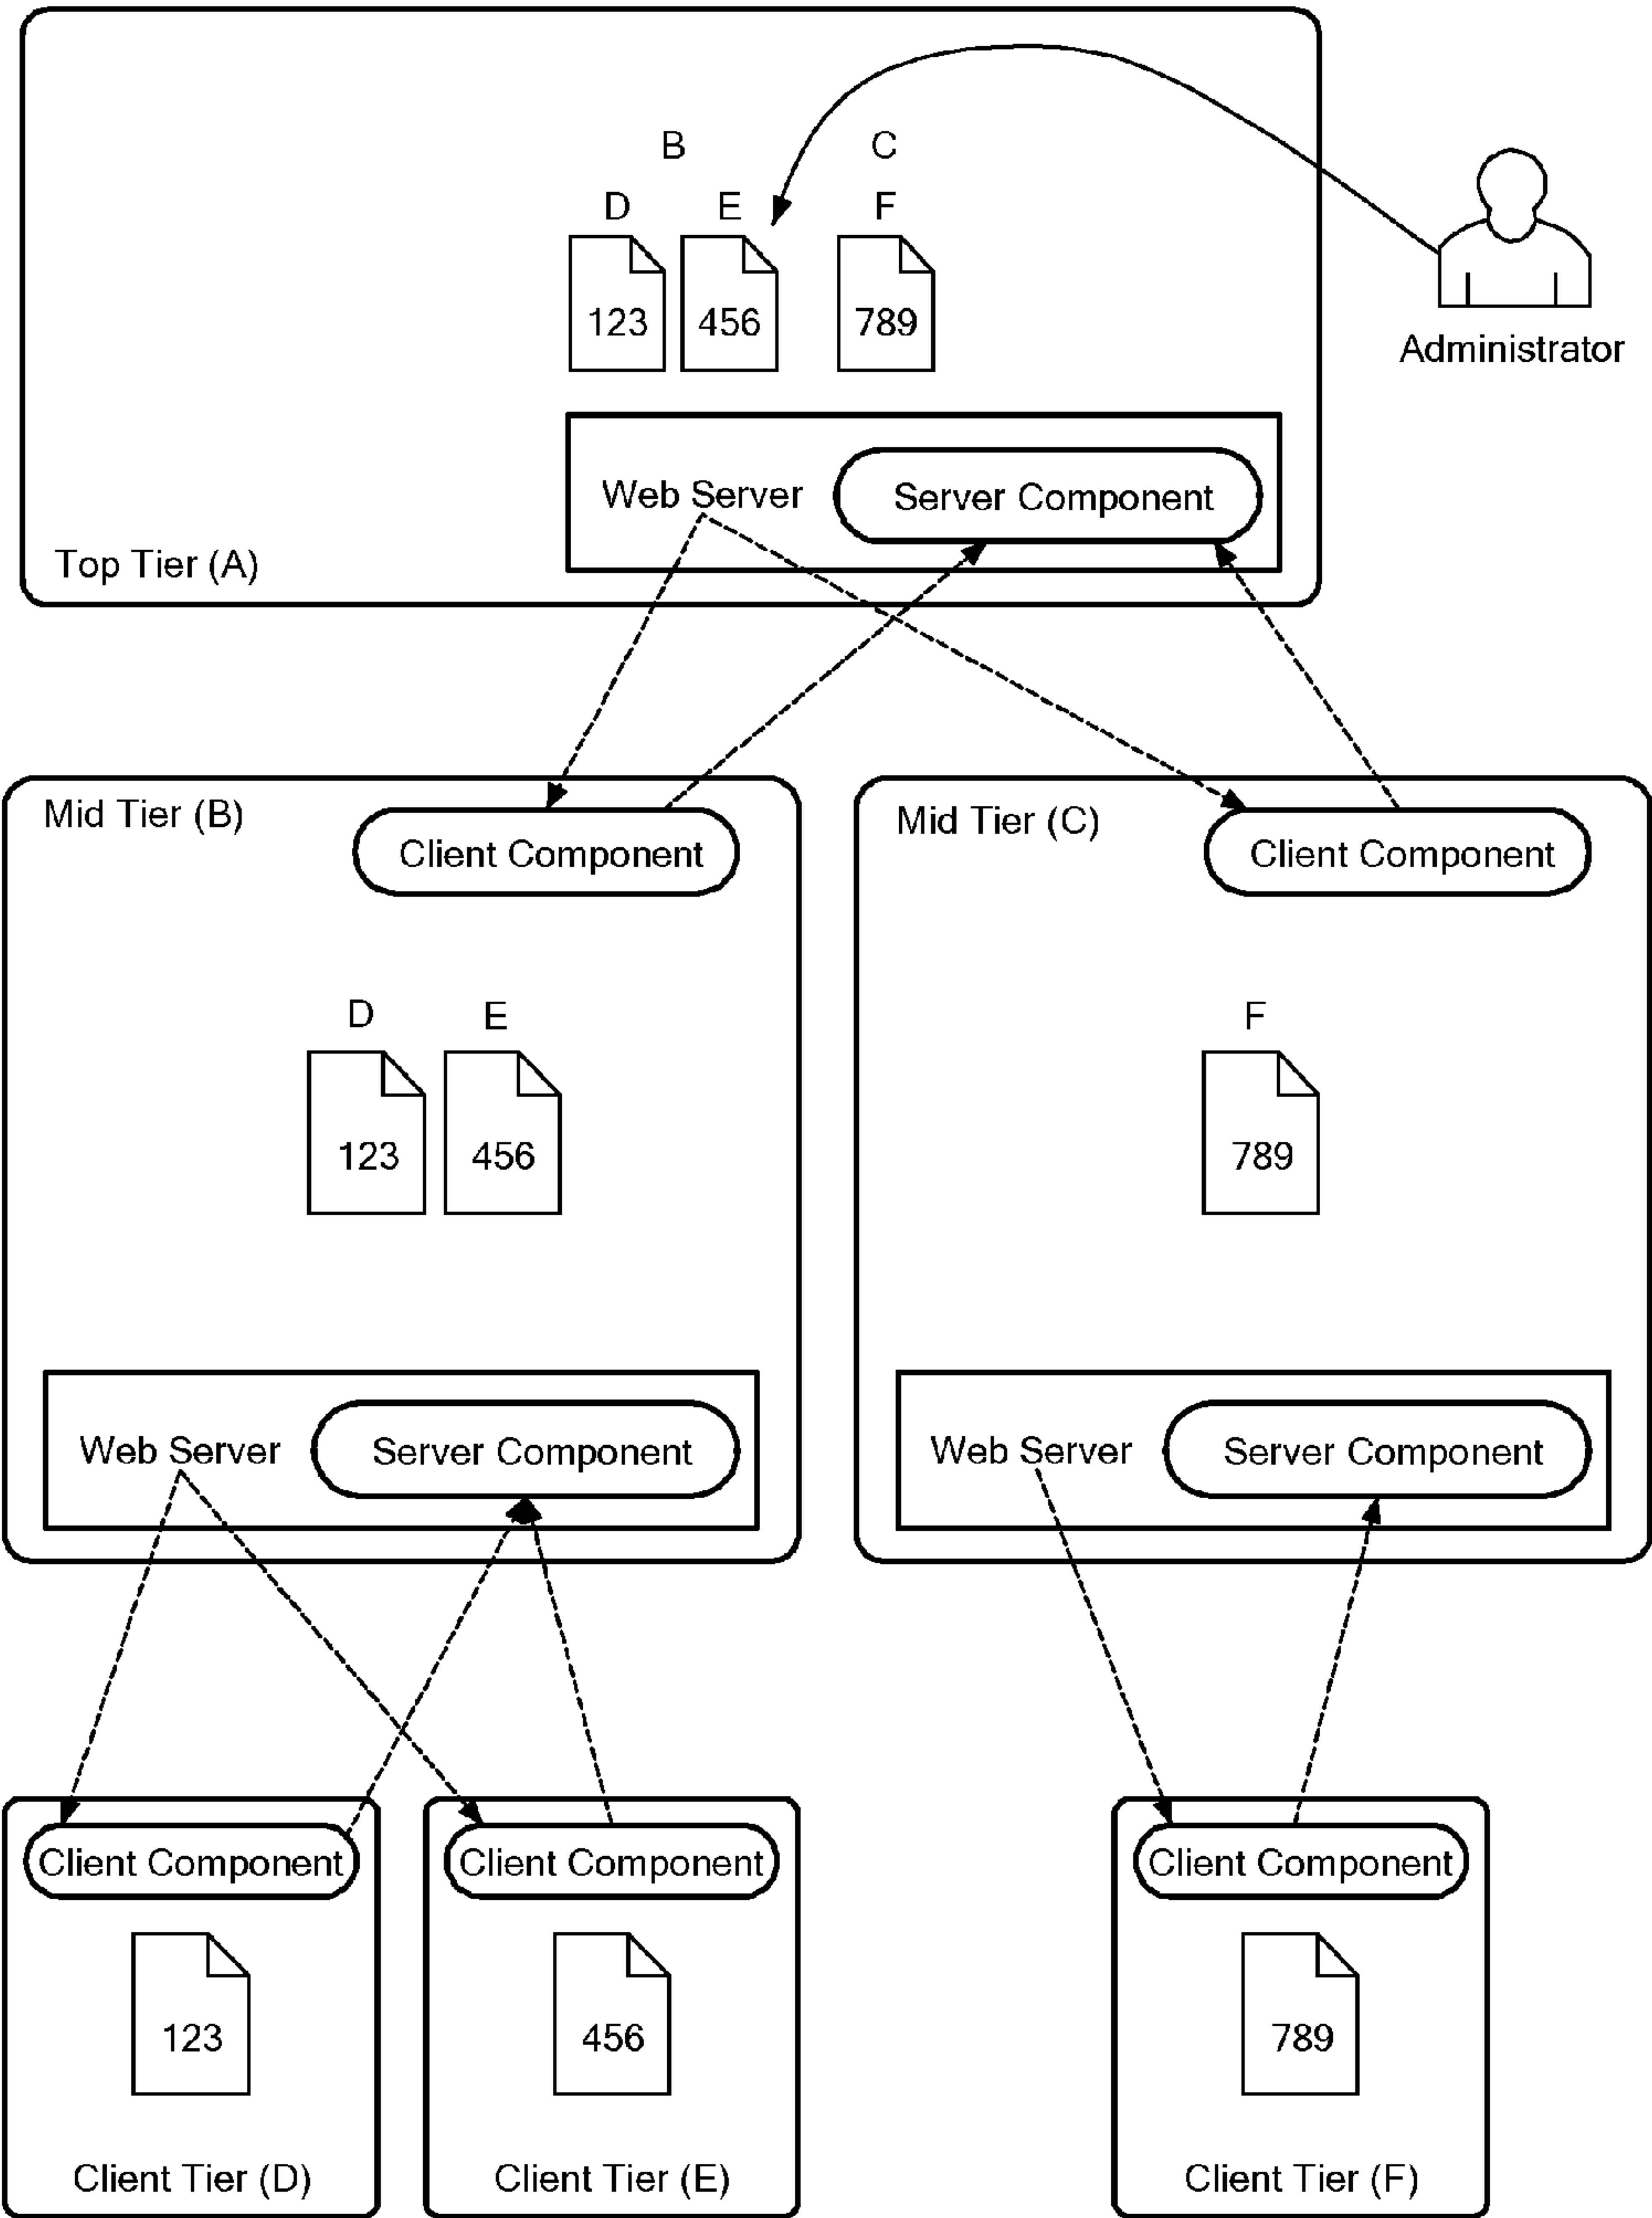 B C
D E F
123 456 789
Administrator
Web Server Server Component
Top Tier (A)
Mid Tier (B)
Client Component
Mid Tier (C)
Client Component
D E
123 456
F
789
Web Server Server Component
Web Server Server Component
Client Component
123
Client Tier (D)
Client Component
456
Client Tier (E)
Client Component
789
Client Tier (F)